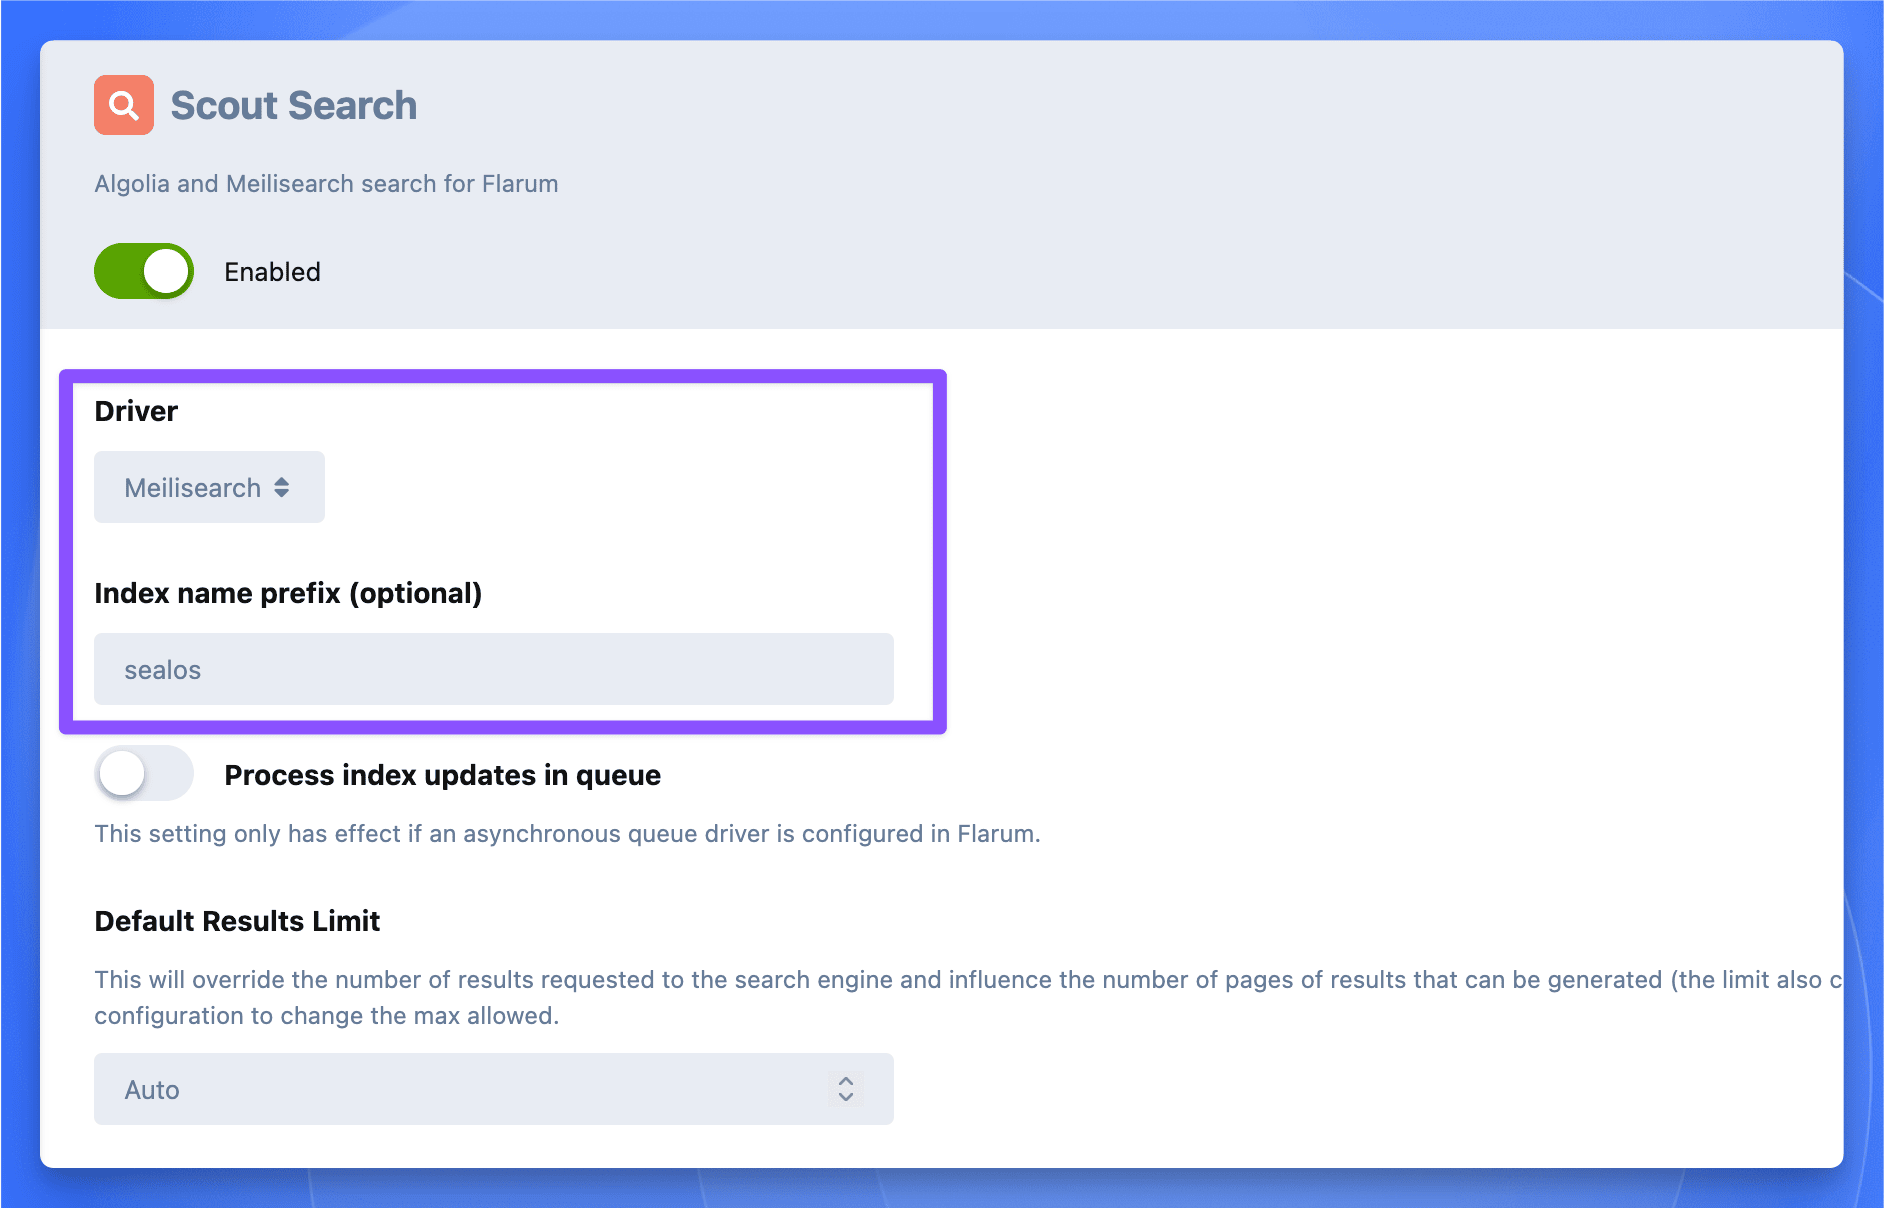 Scout Search
Algolia and Meilisearch search for Flarum
Enabled
Driver
Meilisearch
Index name prefix (optional)
sealos
Process index updates in queue
This setting only has effect if an asynchronous queue driver is configured in Flarum.
Default Results Limit
This will override the number of results requested to the search engine and influence the number of pages of results that can be generated (the limit also c
configuration to change the max allowed.
Auto